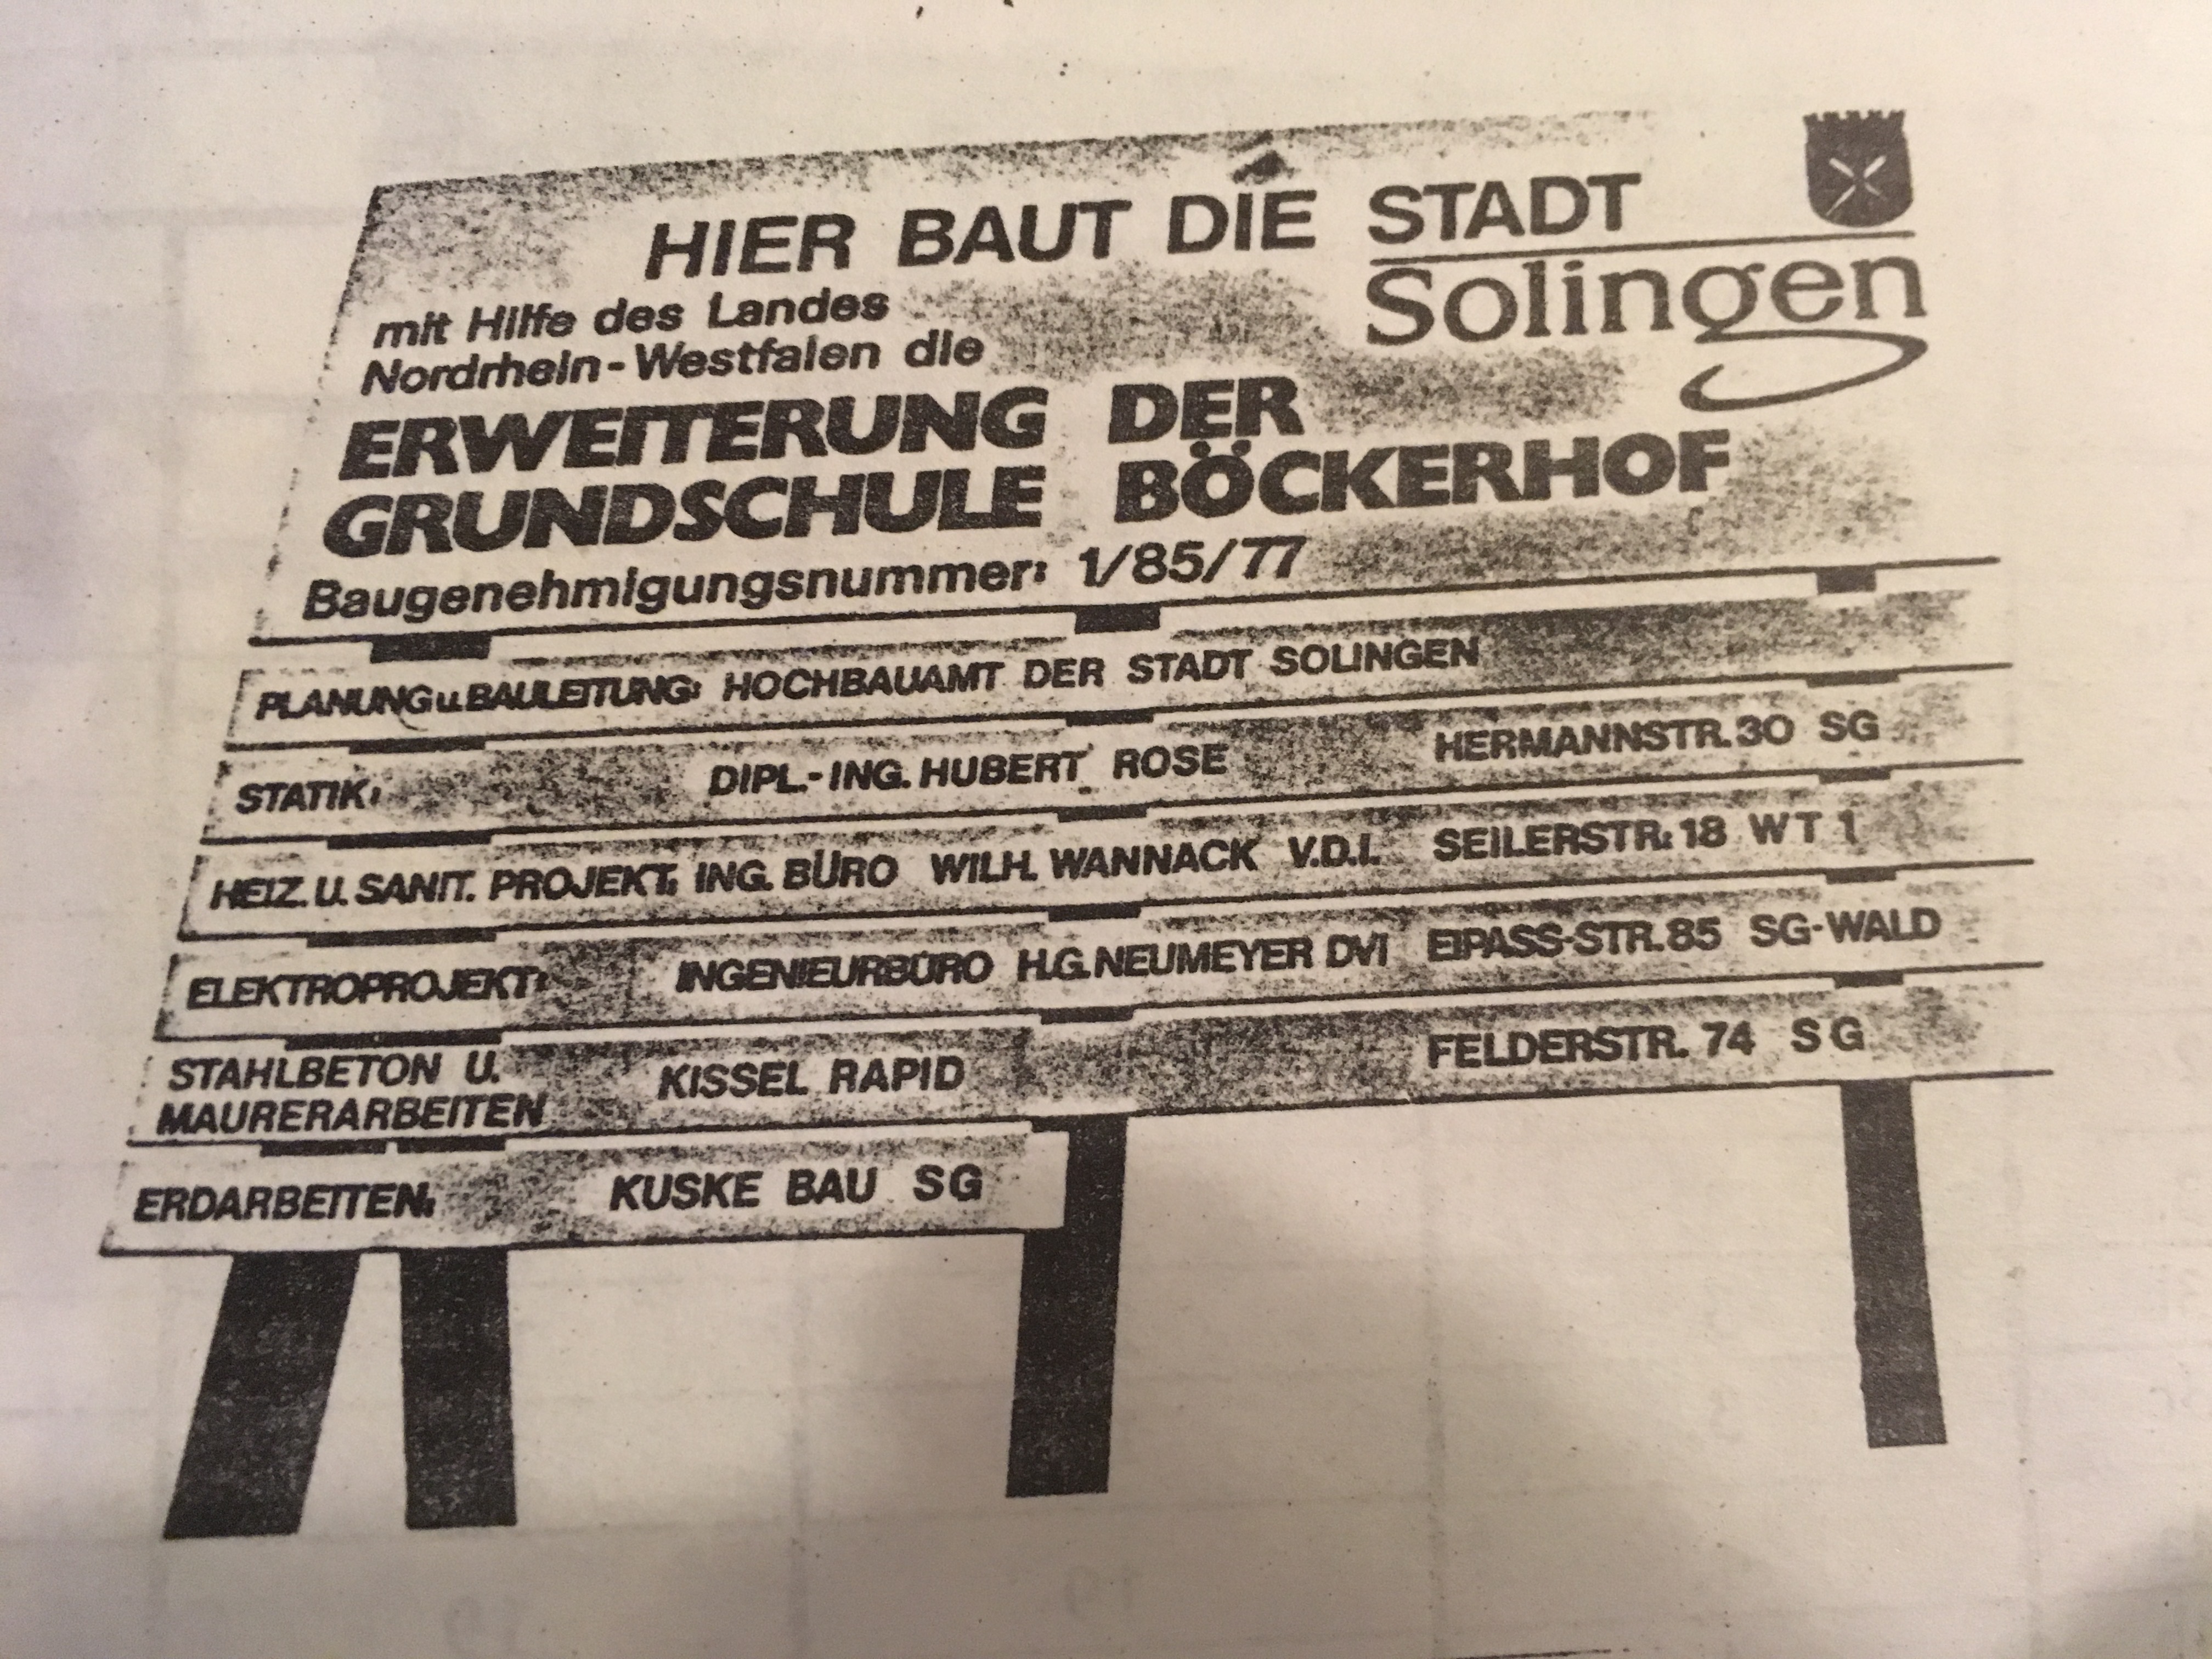 HIER BAUT DIE STADT
Solingen
mit Hilfe des Landes
Nordrhein-Westfalen die
ERWEITERUNG DER
GRUNDSCHULE BÖCKERHOF
Baugenehmigungsnummer: 1/85/77
PLANUNG u. BAULEITUNG: HOCHBAUAMT DER STADT SOLINGEN
STATIK: DIPL.-ING. HUBERT ROSE HERMANNSTR. 30 SG
HEIZ. U. SANIT. PROJEKT: ING. BÜRO WILH. WANNACK V.D.I. SEILERSTR. 18 WT 1
ELEKTROPROJEKT: INGENIEURBÜRO H.G. NEUMEYER DVI EIPASS-STR. 85 SG-WALD
STAHLBETON U.
MAURERARBEITEN KISSEL RAPID FELDERSTR. 74 SG
ERDARBEITEN: KUSKE BAU SG